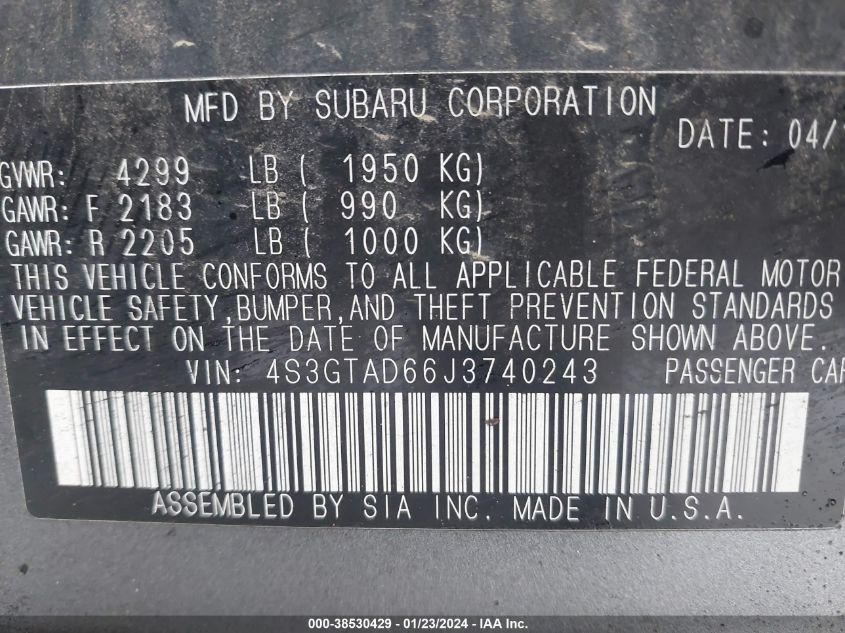 MFD BY SUBARU CORPORATION
DATE: 04/
GVWR: 4299 LB ( 1950 KG)
GAWR: F 2183 LB ( 990 KG)
GAWR: R 2205 LB ( 1000 KG)
THIS VEHICLE CONFORMS TO ALL APPLICABLE FEDERAL MOTOR
VEHICLE SAFETY,BUMPER,AND THEFT PREVENTION STANDARDS
IN EFFECT ON THE DATE OF MANUFACTURE SHOWN ABOVE.
VIN: 4S3GTAD66J3740243 PASSENGER CAR
ASSEMBLED BY SIA INC. MADE IN U.S.A.
000-38530429 - 01/23/2024 - IAA Inc.